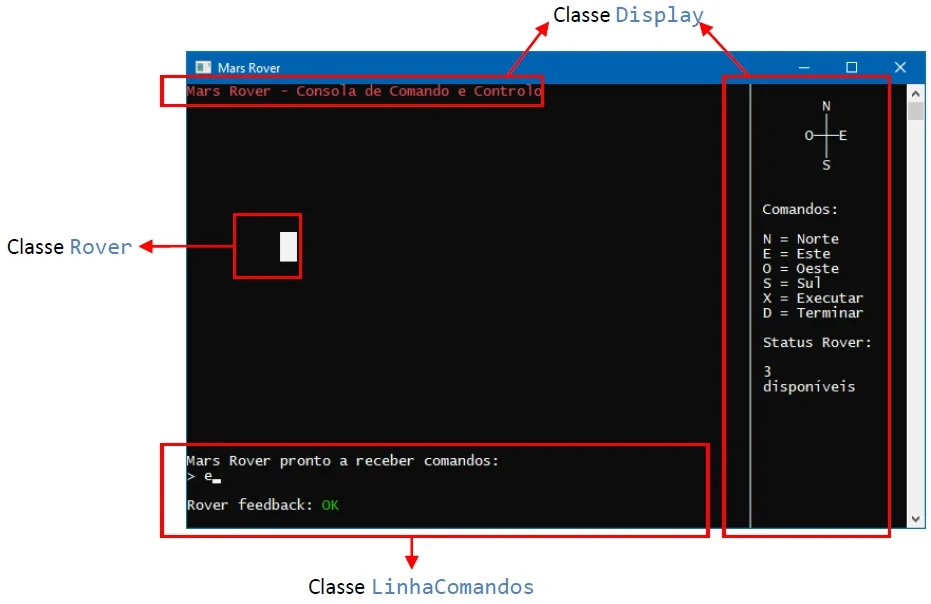 Classe Display
Mars Rover
Mars Rover - Consola de Comando e Controlo
N
O E
S
Classe Rover
Comandos:
N = Norte
E = Este
O = Oeste
S = Sul
X = Executar
D = Terminar
Status Rover:
3
disponíveis
Mars Rover pronto a receber comandos:
> e_
Rover feedback: OK
Classe LinhaComandos